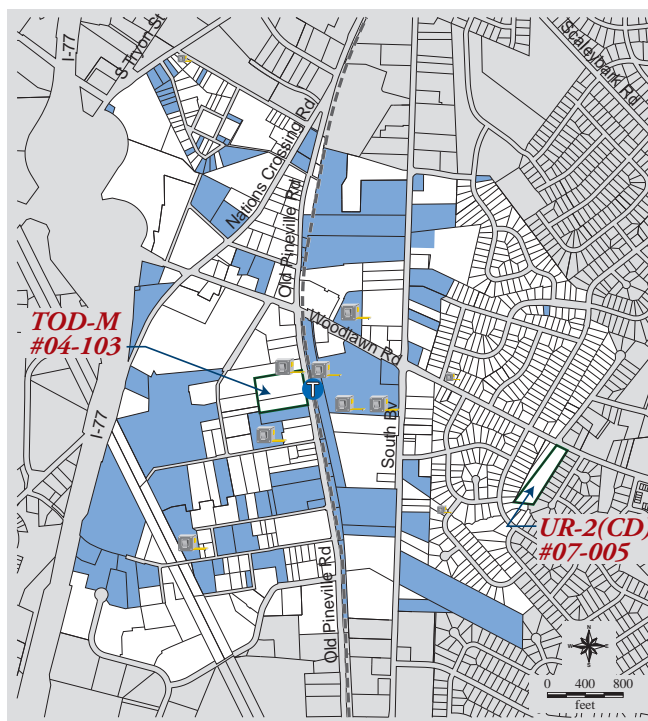 I-77
S Tryon St
Scaleybark Rd
Nations Crossing Rd
Old Pineville Rd
TOD-M
#04-103
Woodlawn Rd
T
I-77
South Bv
UR-2(CD)
#07-005
Old Pineville Rd
N
W E
S
0 400 800
feet